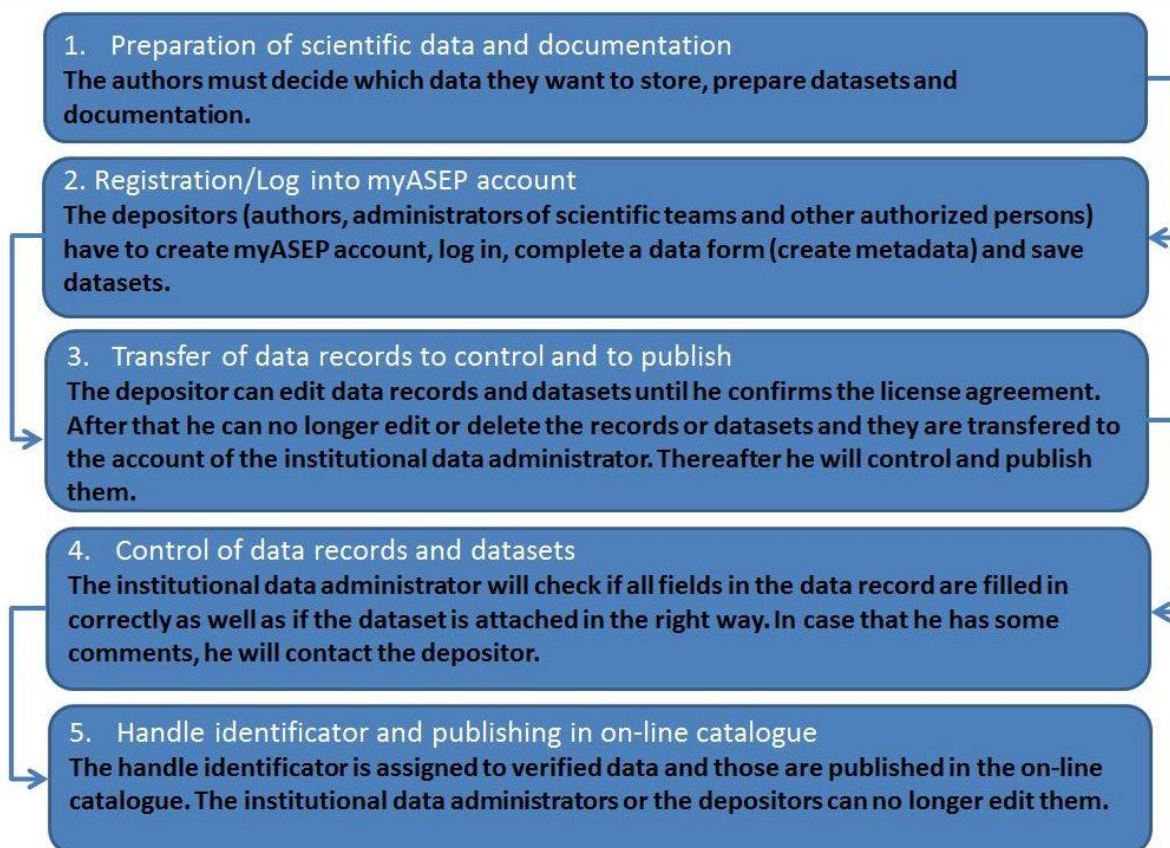 1. Preparation of scientific data and documentation
The authors must decide which data they want to store, prepare datasets and
documentation.
2. Registration/Log into myASEP account
The depositors (authors, administrators of scientific teams and other authorized persons)
have to create myASEP account, log in, complete a data form (create metadata) and save
datasets.
3. Transfer of data records to control and to publish
The depositor can edit data records and datasets until he confirms the license agreement.
After that he can no longer edit or delete the records or datasets and they are transfered to
the account of the institutional data administrator. Thereafter he will control and publish
them.
4. Control of data records and datasets
The institutional data administrator will check if all fields in the data record are filled in
correctly as well as if the dataset is attached in the right way. In case that he has some
comments, he will contact the depositor.
5. Handle identificator and publishing in on-line catalogue
The handle identificator is assigned to verified data and those are published in the on-line
catalogue. The institutional data administrators or the depositors can no longer edit them.